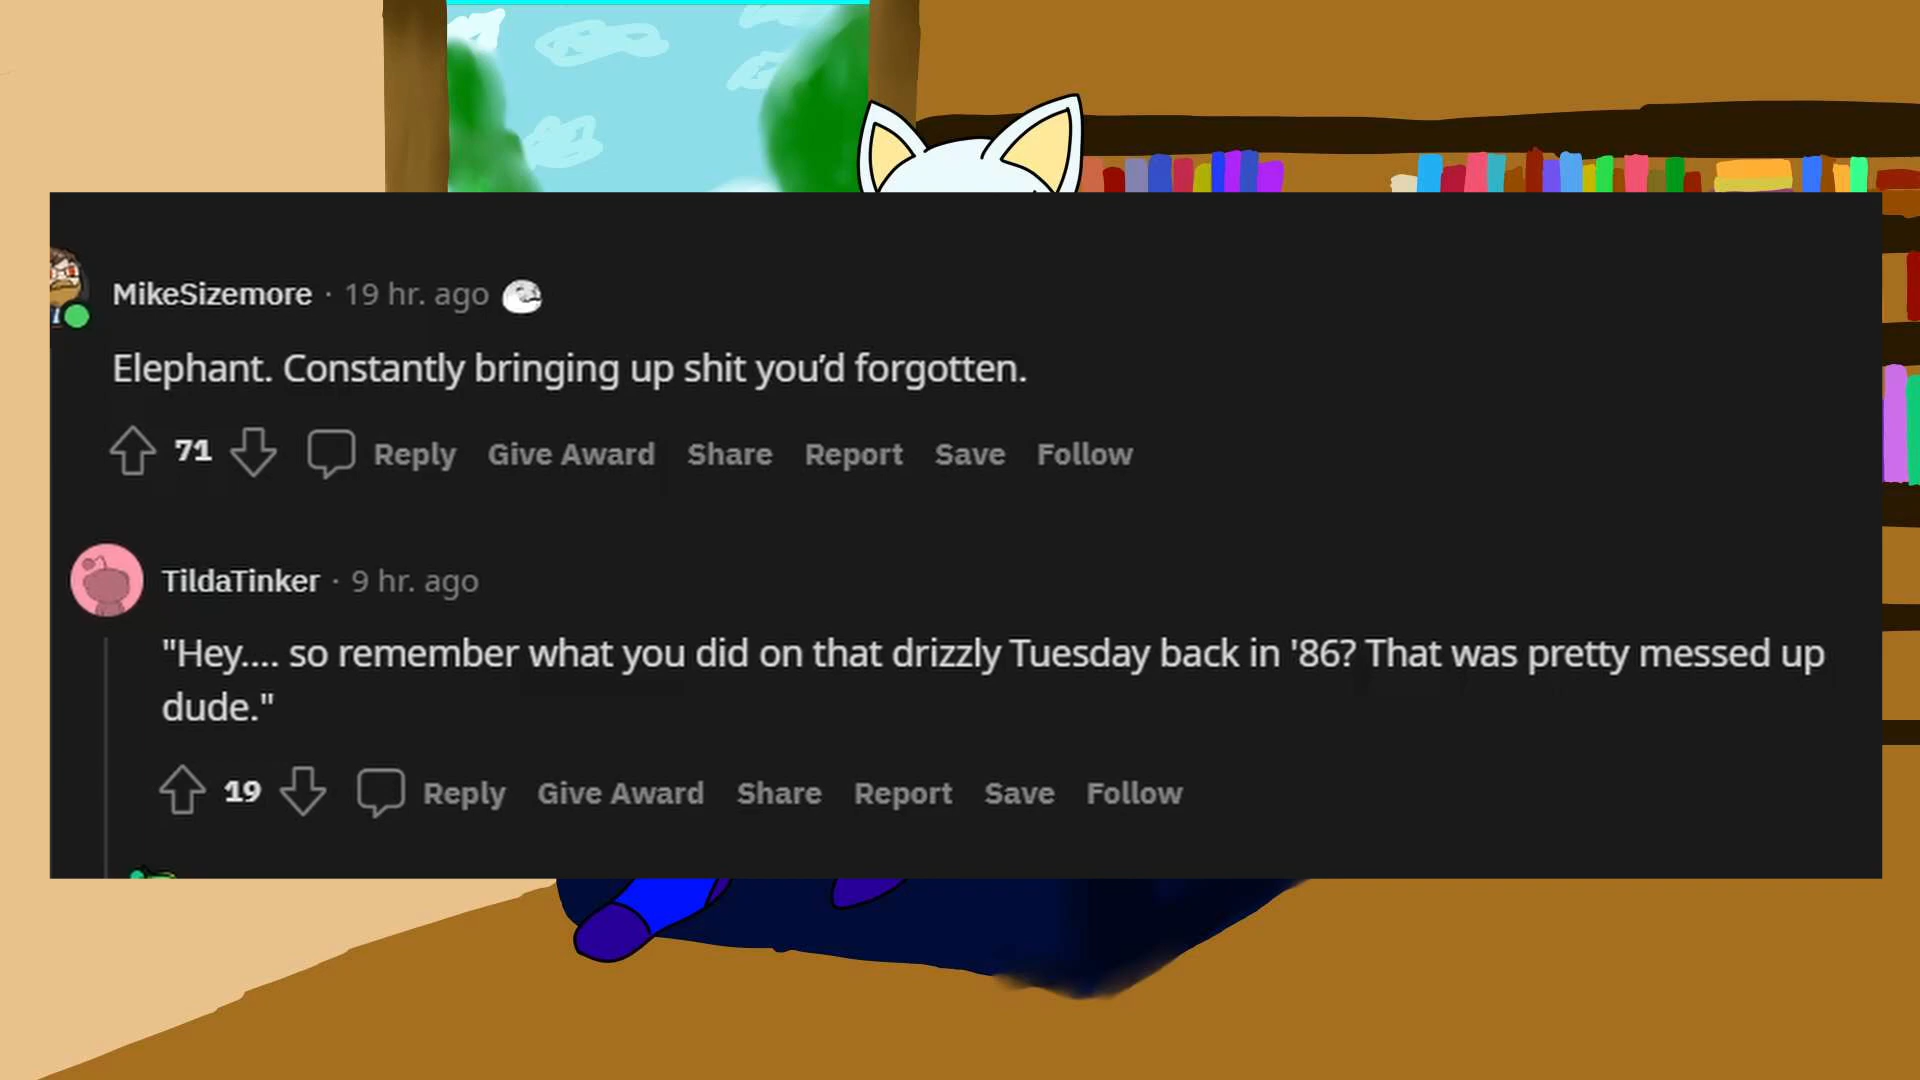 MikeSizemore · 19 hr. ago
Elephant. Constantly bringing up shit you’d forgotten.
71 Reply Give Award Share Report Save Follow
TildaTinker · 9 hr. ago
"Hey.... so remember what you did on that drizzly Tuesday back in '86? That was pretty messed up
dude."
19 Reply Give Award Share Report Save Follow